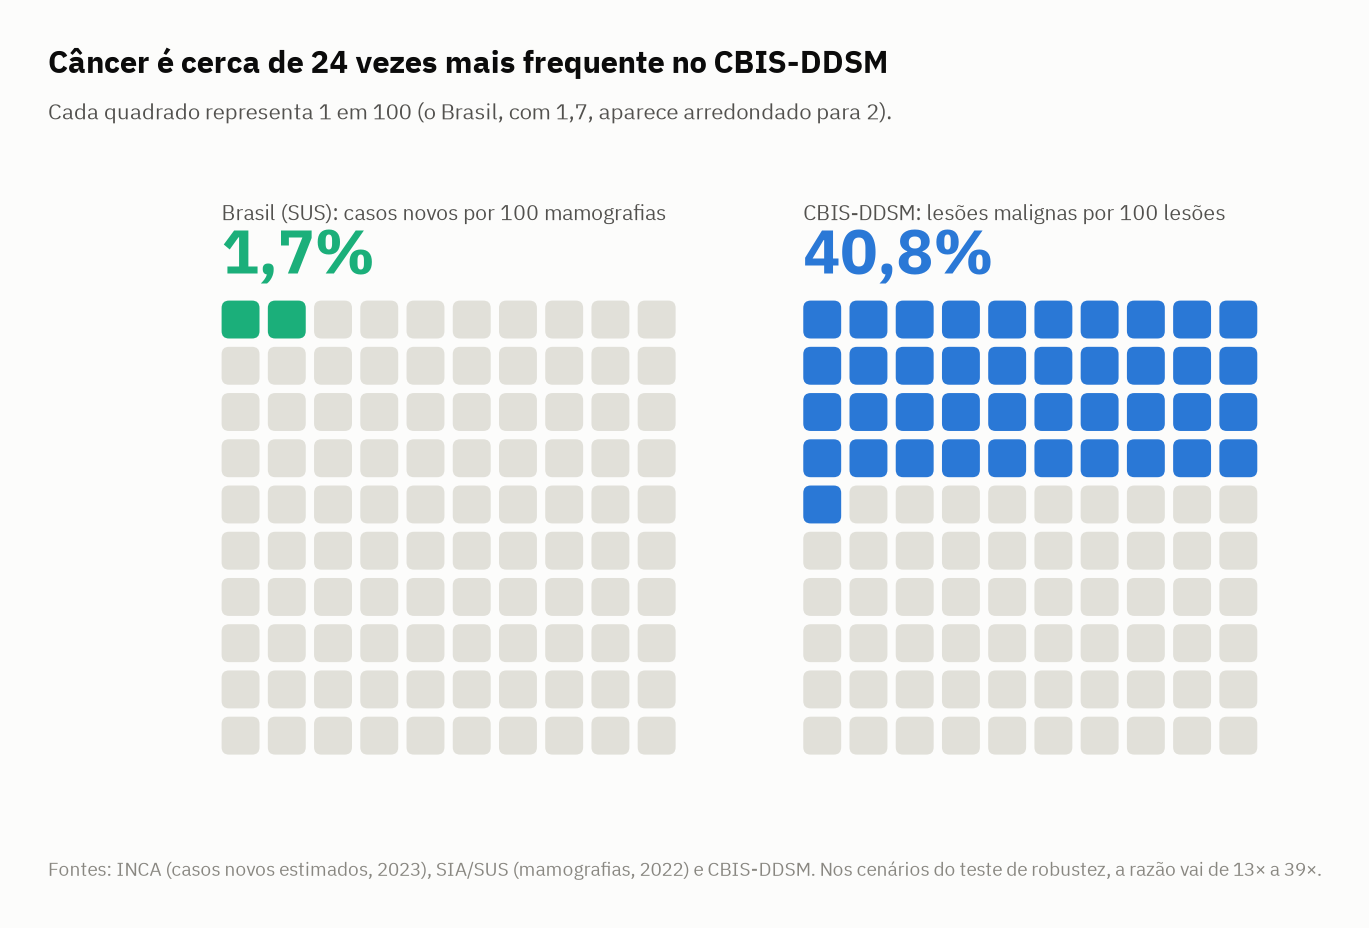 Câncer é cerca de 24 vezes mais frequente no CBIS-DDSM
Cada quadrado representa 1 em 100 (o Brasil, com 1,7, aparece arredondado para 2).
Brasil (SUS): casos novos por 100 mamografias
1,7%
CBIS-DDSM: lesões malignas por 100 lesões
40,8%
Fontes: INCA (casos novos estimados, 2023), SIA/SUS (mamografias, 2022) e CBIS-DDSM. Nos cenários do teste de robustez, a razão vai de 13× a 39×.